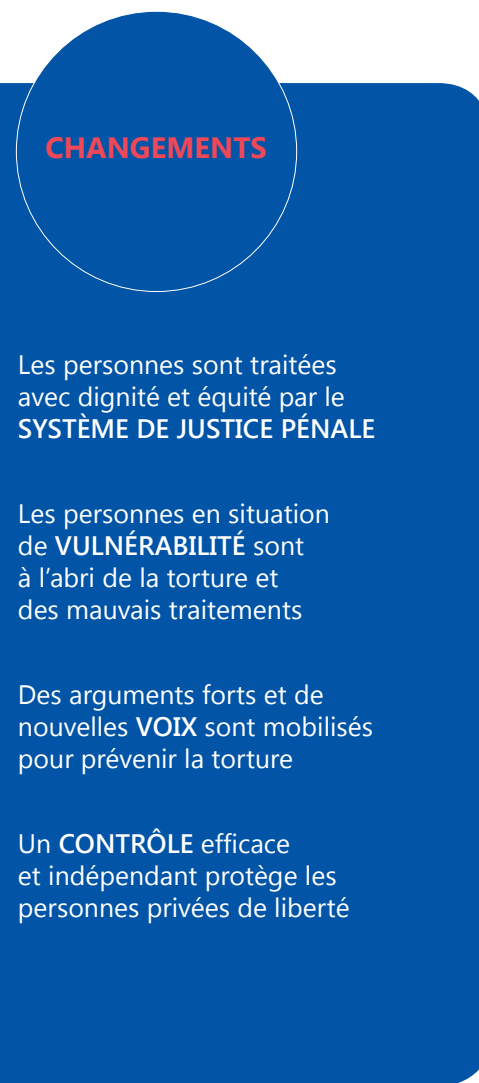 CHANGEMENTS
Les personnes sont traitées
avec dignité et équité par le
SYSTÈME DE JUSTICE PÉNALE
Les personnes en situation
de VULNÉRABILITÉ sont
à l’abri de la torture et
des mauvais traitements
Des arguments forts et de
nouvelles VOIX sont mobilisés
pour prévenir la torture
Un CONTRÔLE efficace
et indépendant protège les
personnes privées de liberté